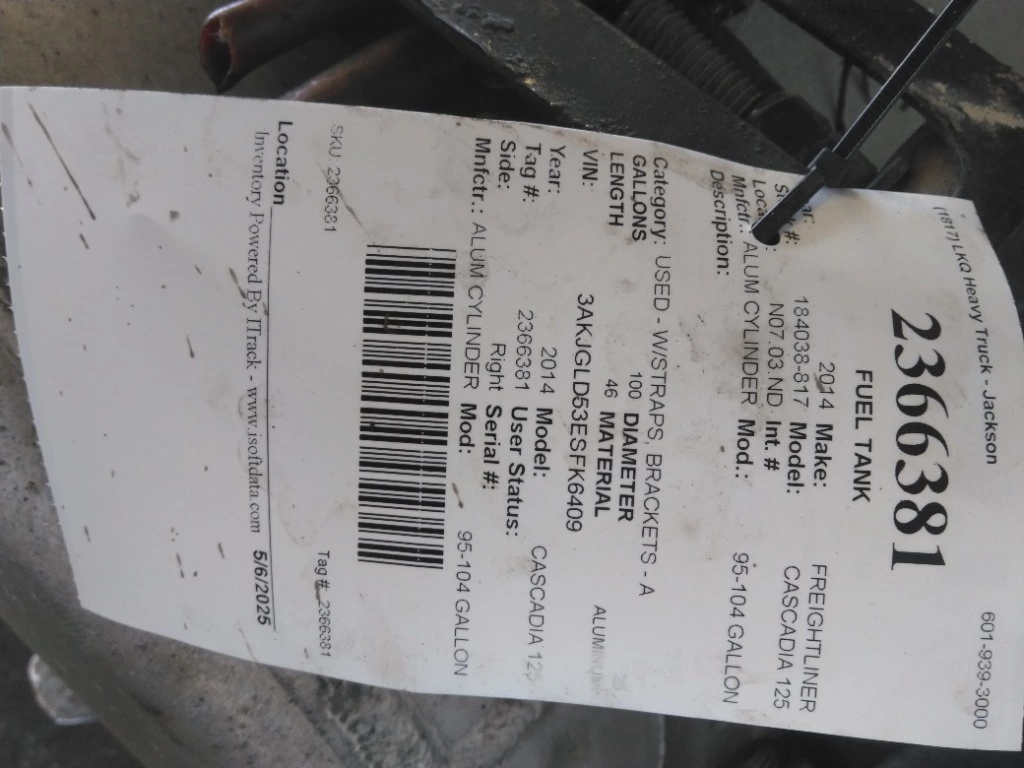 (1817) LKQ Heavy Truck - Jackson 601-939-3000
2366381
FUEL TANK
2014 Make: FREIGHTLINER
#: 184038-817 Model: CASCADIA 125
N07.03.ND Int. #
Mnfctr.: ALUM CYLINDER Mod.: 95-104 GALLON
Description:
Category: USED - W/STRAPS, BRACKETS - A
GALLONS 100 DIAMETER
LENGTH 46 MATERIAL
VIN: 3AKJGLD53ESFK6409
Year: 2014 Model: CASCADIA 125
Tag #: 2366381 User Status:
Side: Right Serial #:
Mnfctr.: ALUM CYLINDER Mod: 95-104 GALLON
SKU: 2366381 Tag#. 2366381
Location
Inventory Powered By ITrack - www.isoftdata.com 5/6/2025